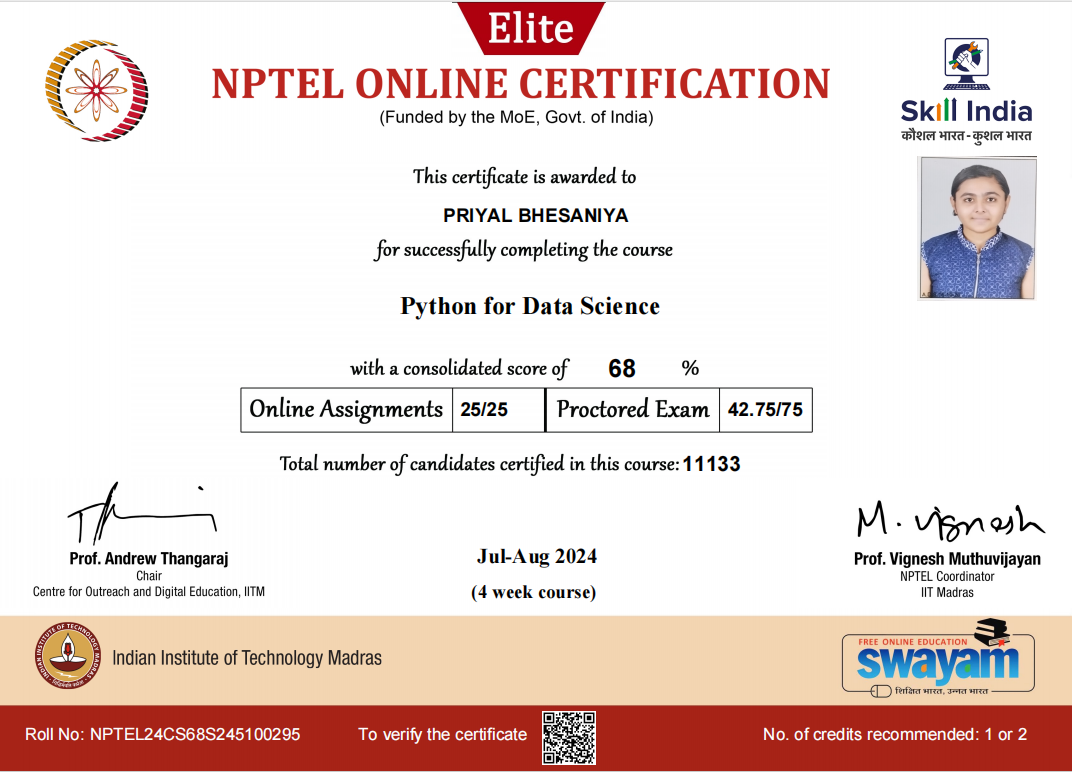 Elite
NPTEL ONLINE CERTIFICATION
(Funded by the MoE, Govt. of India)
Skill India
कौशल भारत - कुशल भारत
This certificate is awarded to
PRIYAL BHESANIYA
for successfully completing the course
Python for Data Science
with a consolidated score of 68 %
Online Assignments 25/25 Proctored Exam 42.75/75
Total number of candidates certified in this course: 11133
M. Vignesh
Prof. Andrew Thangaraj
Chair
Centre for Outreach and Digital Education, IITM
Jul-Aug 2024
(4 week course)
Prof. Vignesh Muthuvijayan
NPTEL Coordinator
IIT Madras
INDIAN INSTITUTE OF TECHNOLOGY MADRAS
Indian Institute of Technology Madras
FREE ONLINE EDUCATION
swayam
शिक्षित भारत, उन्नत भारत
Roll No: NPTEL24CS68S245100295
To verify the certificate
No. of credits recommended: 1 or 2